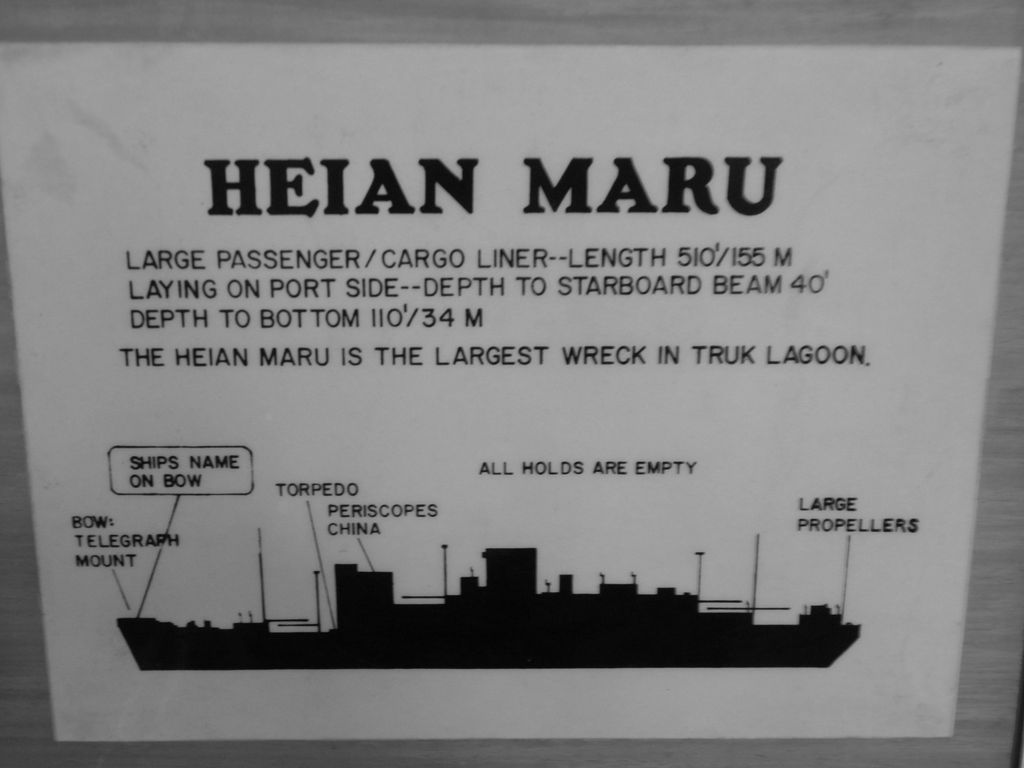 HEIAN MARU
LARGE PASSENGER/CARGO LINER--LENGTH 510'/155 M
LAYING ON PORT SIDE--DEPTH TO STARBOARD BEAM 40'
DEPTH TO BOTTOM 110'/34 M
THE HEIAN MARU IS THE LARGEST WRECK IN TRUK LAGOON.
SHIPS NAME
ON BOW
ALL HOLDS ARE EMPTY
TORPEDO
PERISCOPES
CHINA
LARGE
PROPELLERS
BOW:
TELEGRAPH
MOUNT